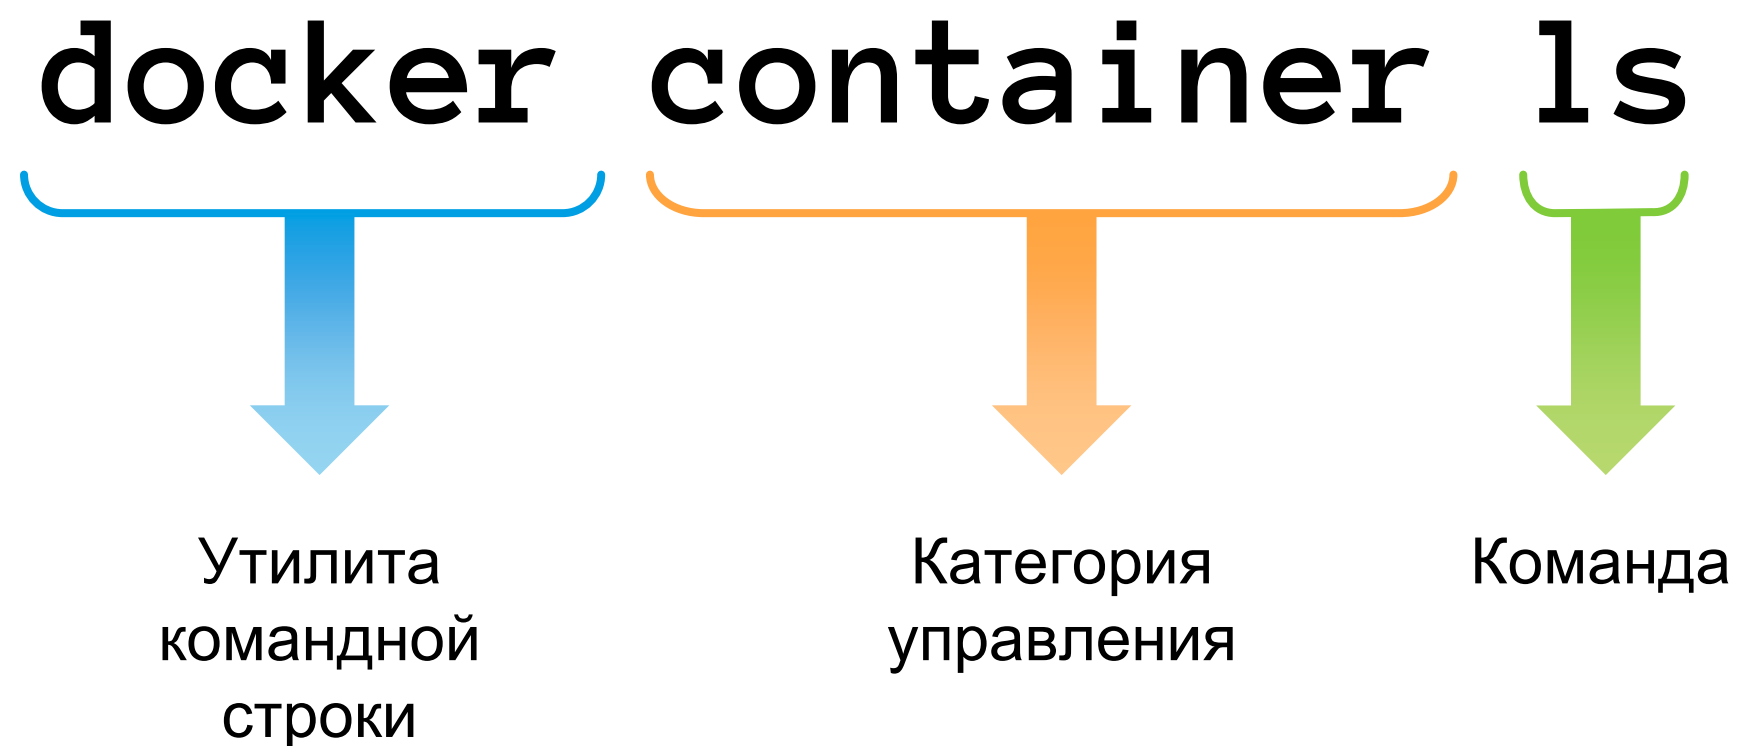 docker container ls
Утилита
командной
строки
Категория
управления
Команда